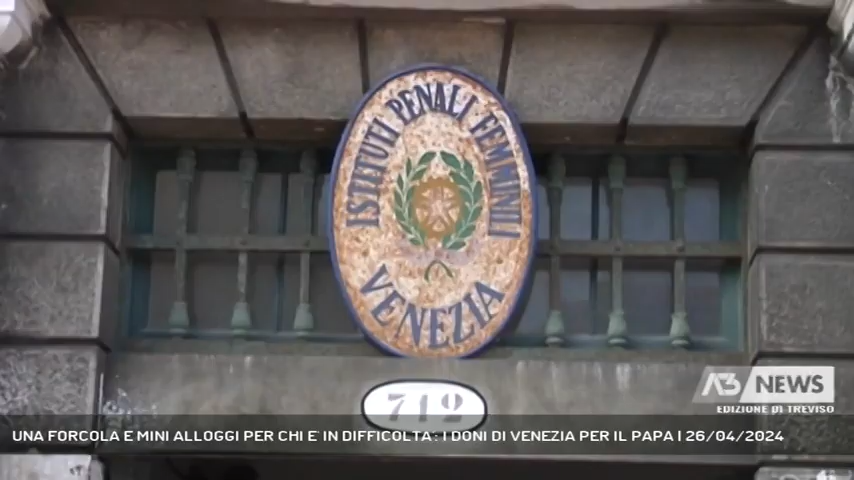 ISTITUTI PENALI FEMMINILI
VENEZIA
712
A3 NEWS
EDIZIONE DI TREVISO
UNA FORCOLA E MINI ALLOGGI PER CHI E' IN DIFFICOLTA': I DONI DI VENEZIA PER IL PAPA | 26/04/2024